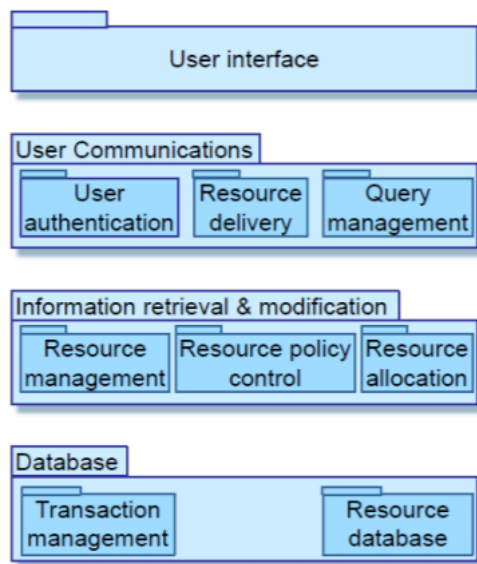 User interface
User Communications
User
authentication
Resource
delivery
Query
management
Information retrieval & modification
Resource
management
Resource policy
control
Resource
allocation
Database
Transaction
management
Resource
database